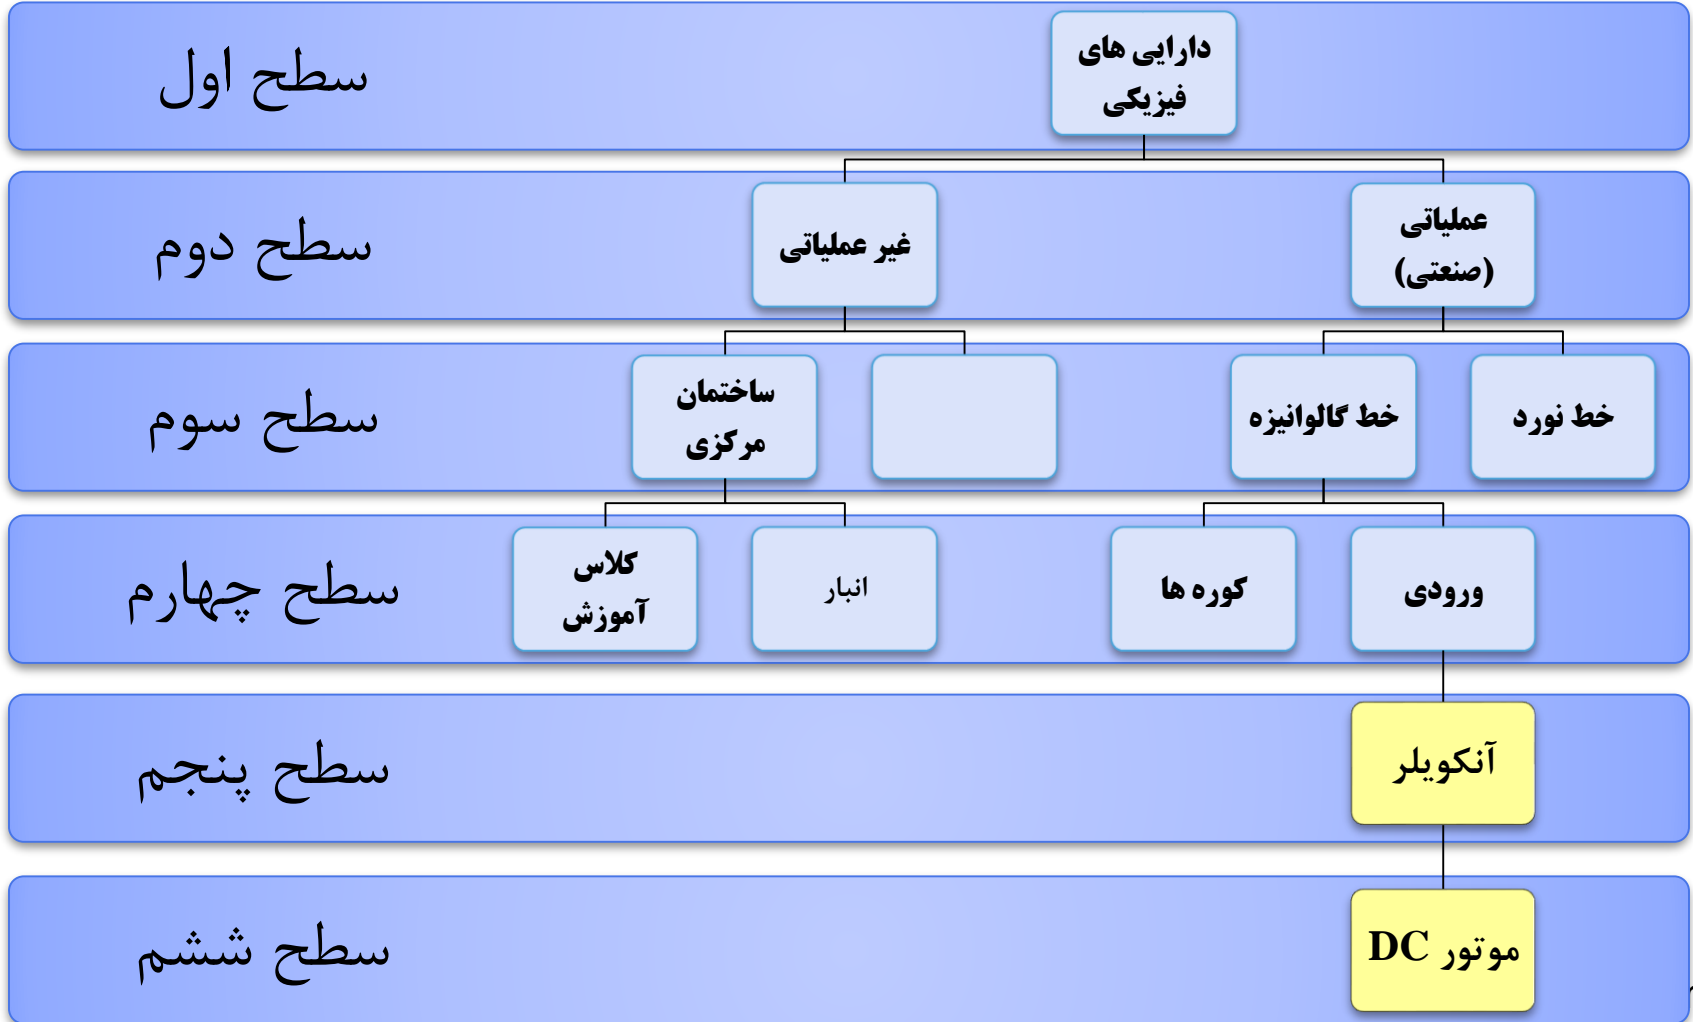 سطح اول
دارایی های
فیزیکی
سطح دوم
عملیاتی
(صنعتی)
غیر عملیاتی
سطح سوم
خط نورد
خط گالوانیزه
ساختمان
مرکزی
سطح چهارم
ورودی
کوره ها
انبار
کلاس
آموزش
سطح پنجم
آنکویلر
سطح ششم
موتور DC